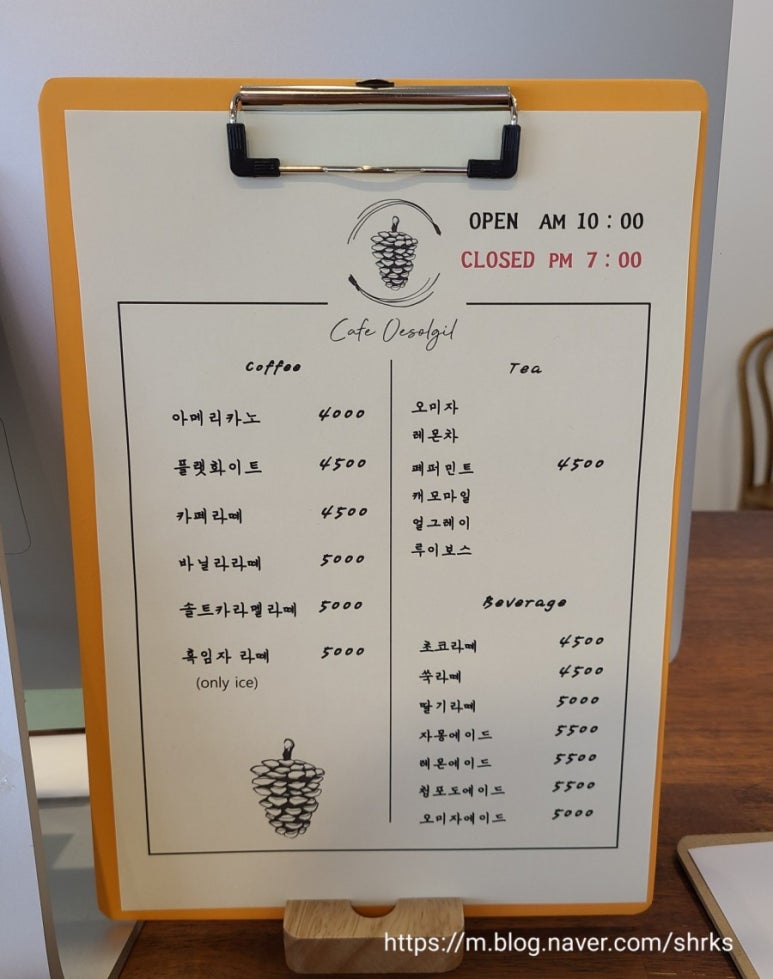 OPEN AM 10 : 00
CLOSED PM 7 : 00
Cafe Oesolgil
Coffee
아메리카노 4000
플랫화이트 4500
카페라떼 4500
바닐라라떼 5000
솔트카라멜라떼 5000
흑임자 라떼 5000
(only ice)
Tea
오미자
레몬차
페퍼민트 4500
캐모마일
얼그레이
루이보스
Beverage
초코라떼 4500
쑥라떼 4500
딸기라떼 5000
자몽에이드 5500
레몬에이드 5500
청포도에이드 5500
오미자에이드 5000
https://m.blog.naver.com/shrks